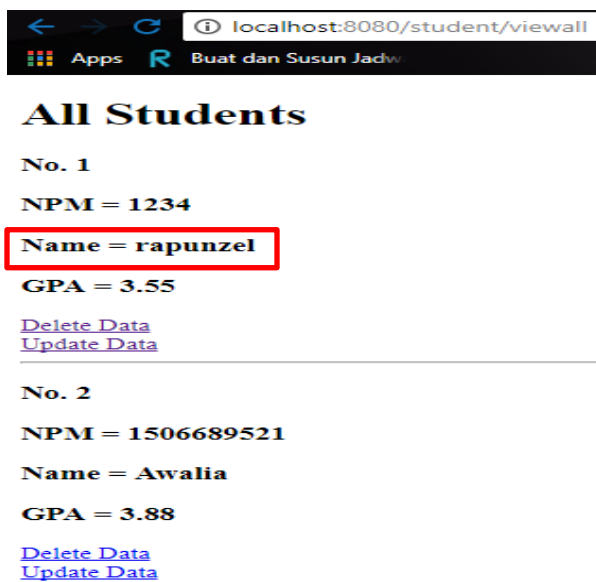 localhost:8080/student/viewall
Apps Buat dan Susun Jadw
All Students
No. 1
NPM = 1234
Name = rapunzel
GPA = 3.55
Delete Data
Update Data
No. 2
NPM = 1506689521
Name = Awalia
GPA = 3.88
Delete Data
Update Data